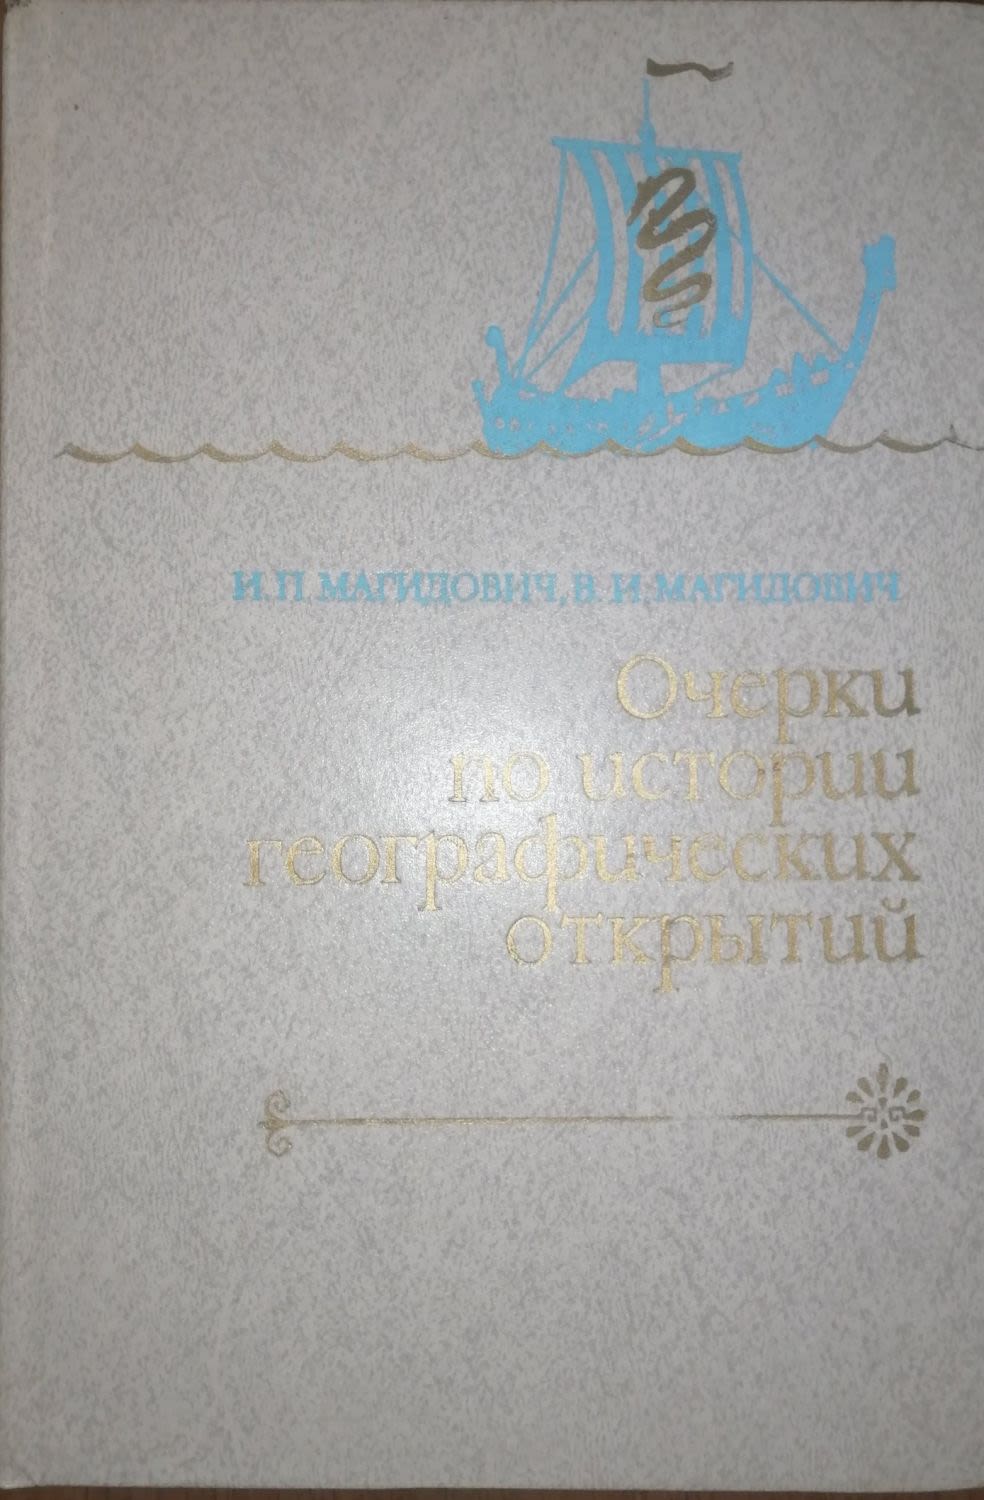 И. П. МАГИДОВИЧ, В. И. МАГИДОВИЧ
Очерки
по истории
географических
открытий